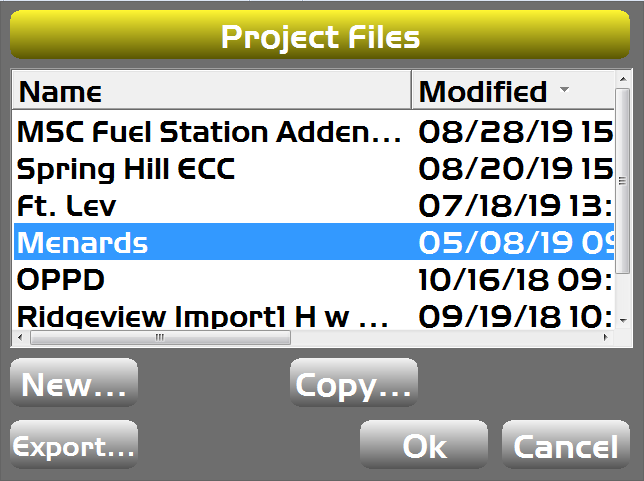 Project Files
Name Modified
MSC Fuel Station Adden... 08/28/19 15
Spring Hill ECC 08/20/19 15
Ft. Lev 07/18/19 13:
Menards 05/08/19 09
OPPD 10/16/18 09:
Ridgeview Import1 H w ... 09/19/18 10:
New... Copy...
Export... Ok Cancel